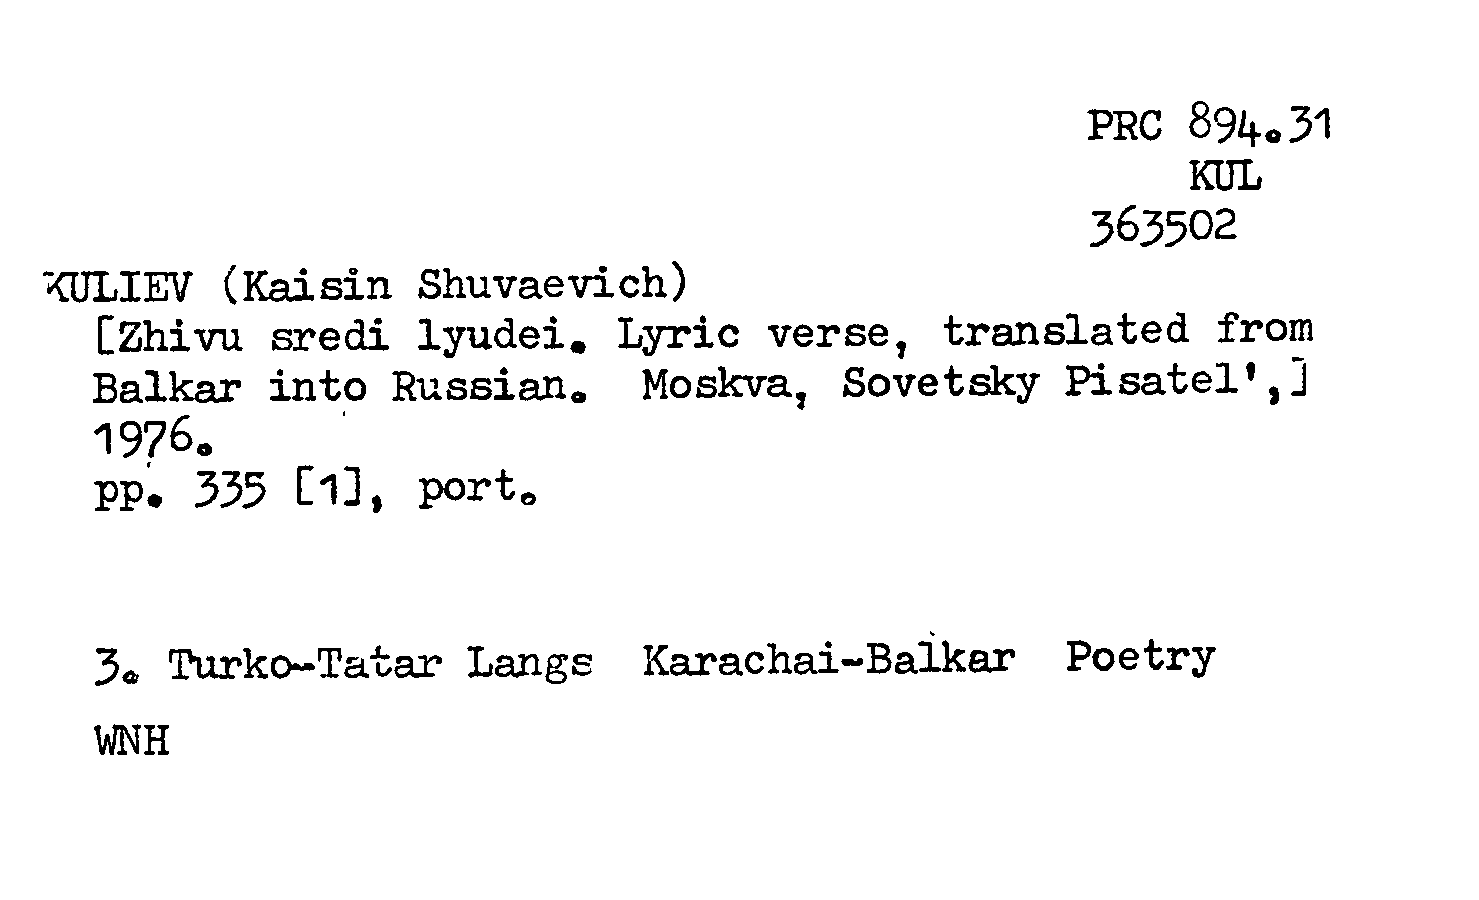 PRC 894.31
KUL
363502
KULIEV (Kaisin Shuvaevich)
[Zhivu sredi lyudei. Lyric verse, translated from
Balkar into Russian. Moskva, Sovetsky Pisatel',]
1976.
pp. 335 [1], port.
3. Turko-Tatar Langs Karachai-Balkar Poetry
WNH